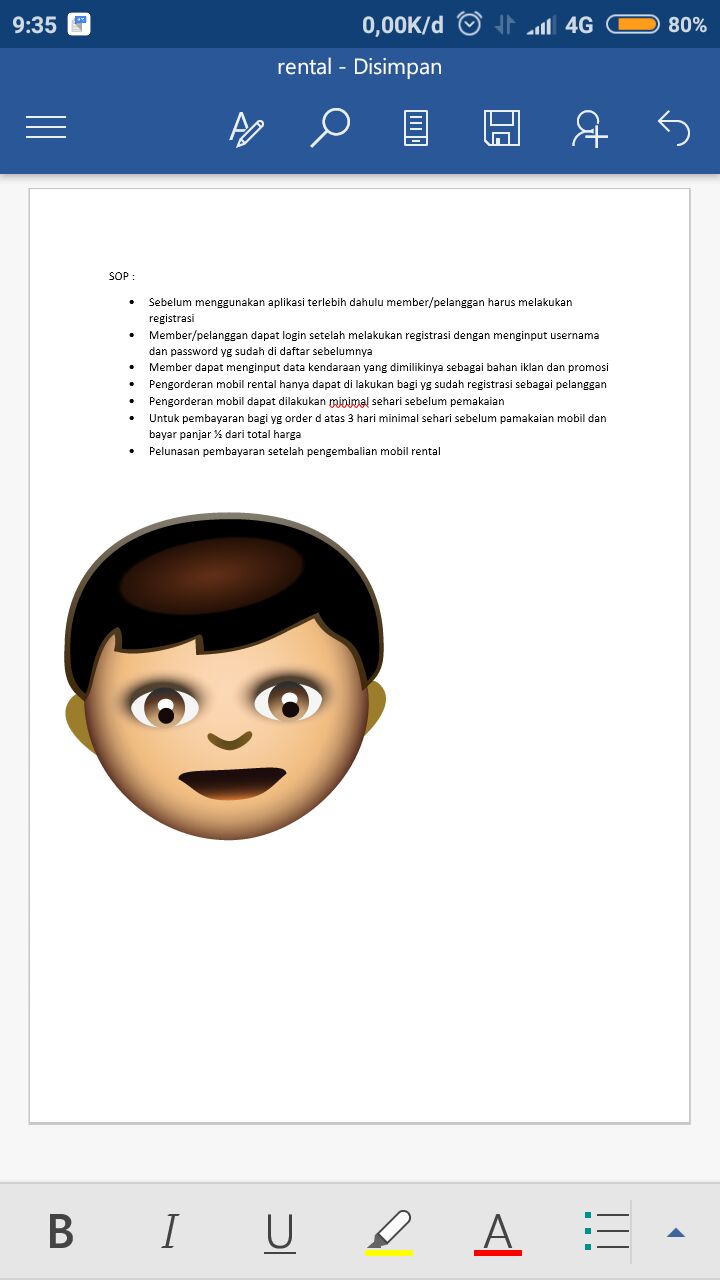 9:35 0,00K/d 4G 80%
rental - Disimpan
SOP :
• Sebelum menggunakan aplikasi terlebih dahulu member/pelanggan harus melakukan
registrasi
• Member/pelanggan dapat login setelah melakukan registrasi dengan menginput usernama
dan password yg sudah di daftar sebelumnya
• Member dapat menginput data kendaraan yang dimilikinya sebagai bahan iklan dan promosi
• Pengorderan mobil rental hanya dapat di lakukan bagi yg sudah registrasi sebagai pelanggan
• Pengorderan mobil dapat dilakukan minimal sehari sebelum pemakaian
• Untuk pembayaran bagi yg order d atas 3 hari minimal sehari sebelum pamakaian mobil dan
bayar panjar ½ dari total harga
• Pelunasan pembayaran setelah pengembalian mobil rental
B I U A